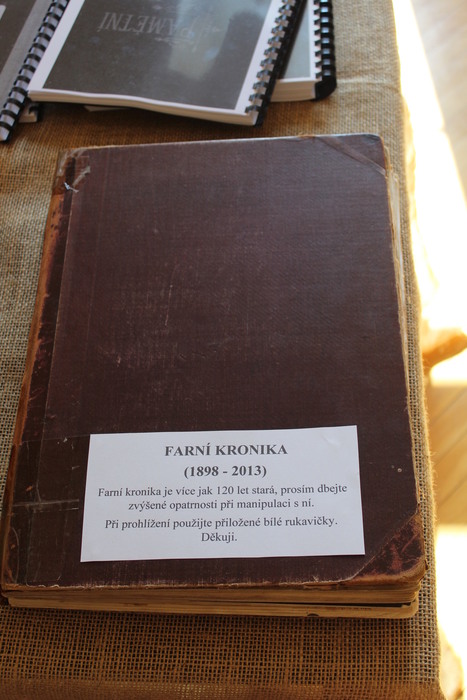 PAMĚTNÍ
FARNÍ KRONIKA
(1898 - 2013)
Farní kronika je více jak 120 let stará, prosím dbejte
zvýšené opatrnosti při manipulaci s ní.
Při prohlížení použijte přiložené bílé rukavičky.
Děkuji.